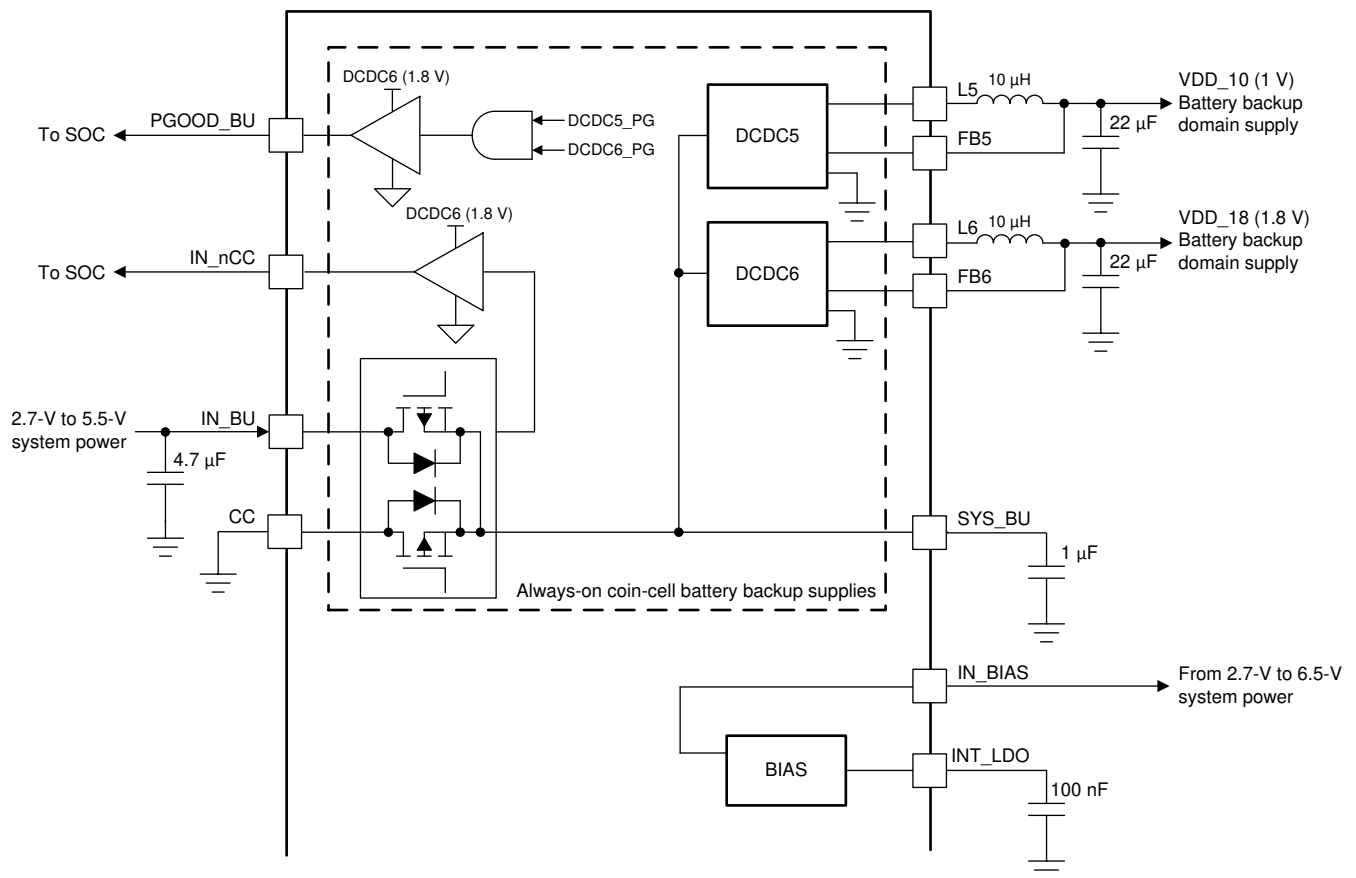 DCDC6 (1.8 V)
PGOOD_BU
To SOC
DCDC5_PG
DCDC6_PG
DCDC5
L5
10 µH
VDD_10 (1 V)
Battery backup
domain supply
22 µF
FB5
DCDC6 (1.8 V)
IN_nCC
To SOC
DCDC6
L6
10 µH
VDD_18 (1.8 V)
Battery backup
domain supply
22 µF
FB6
2.7-V to 5.5-V
system power
IN_BU
4.7 µF
CC
SYS_BU
1 µF
Always-on coin-cell battery backup supplies
IN_BIAS
From 2.7-V to 6.5-V
system power
BIAS
INT_LDO
100 nF